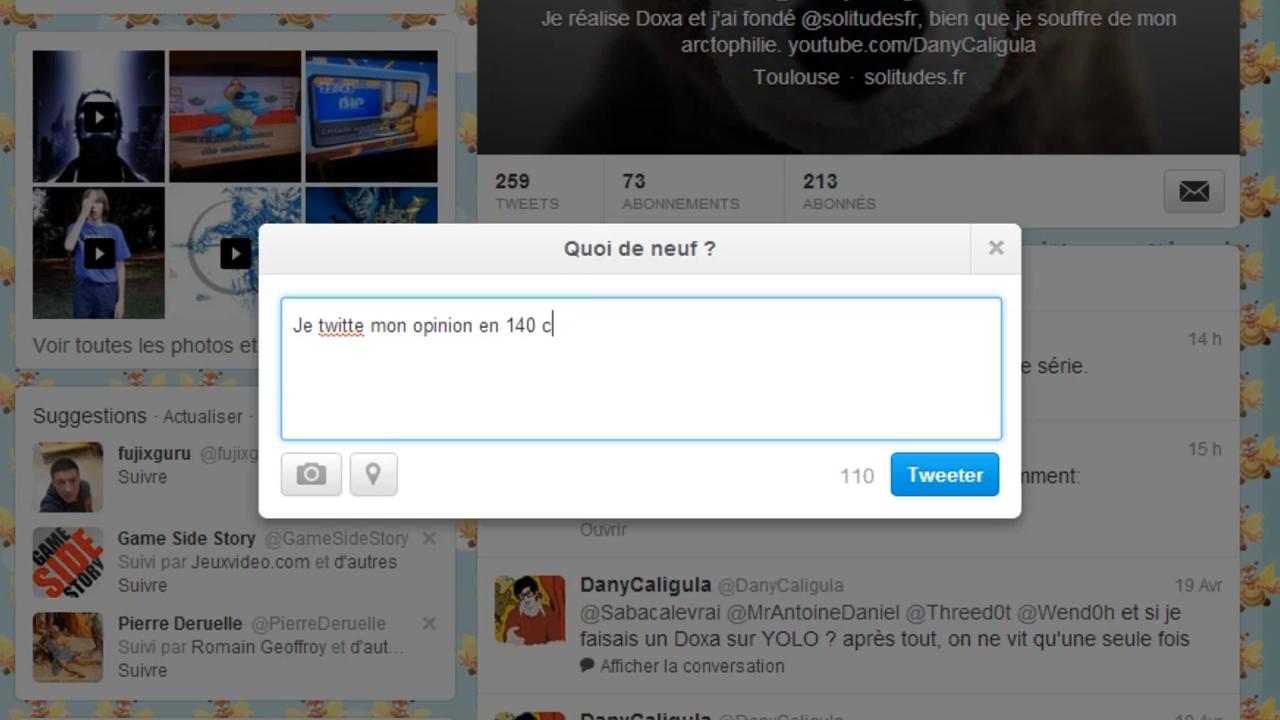 Je réalise Doxa et j'ai fondé @solitudesfr, bien que je souffre de mon
arctophilie. youtube.com/DanyCaligula
Toulouse · solitudes.fr
259
TWEETS
73
ABONNEMENTS
213
ABONNÉS
Quoi de neuf ?
Je twitte mon opinion en 140 c
110
Tweeter
Voir toutes les photos et
Suggestions · Actualiser ·
fujixguru @fujixg
Suivre
Game Side Story @GameSideStory
Suivi par Jeuxvideo.com et d'autres
Suivre
Pierre Deruelle @PierreDeruelle
Suivi par Romain Geoffroy et d'aut...
Suivre
GAME
SIDE
STORY
14 h
e série.
15 h
mment:
Ouvrir
DanyCaligula @DanyCaligula
19 Avr
@Sabacalevrai @MrAntoineDaniel @Threed0t @Wend0h et si je
faisais un Doxa sur YOLO ? après tout, on ne vit qu'une seule fois
Afficher la conversation
DanyCaligula @DanyCaligula